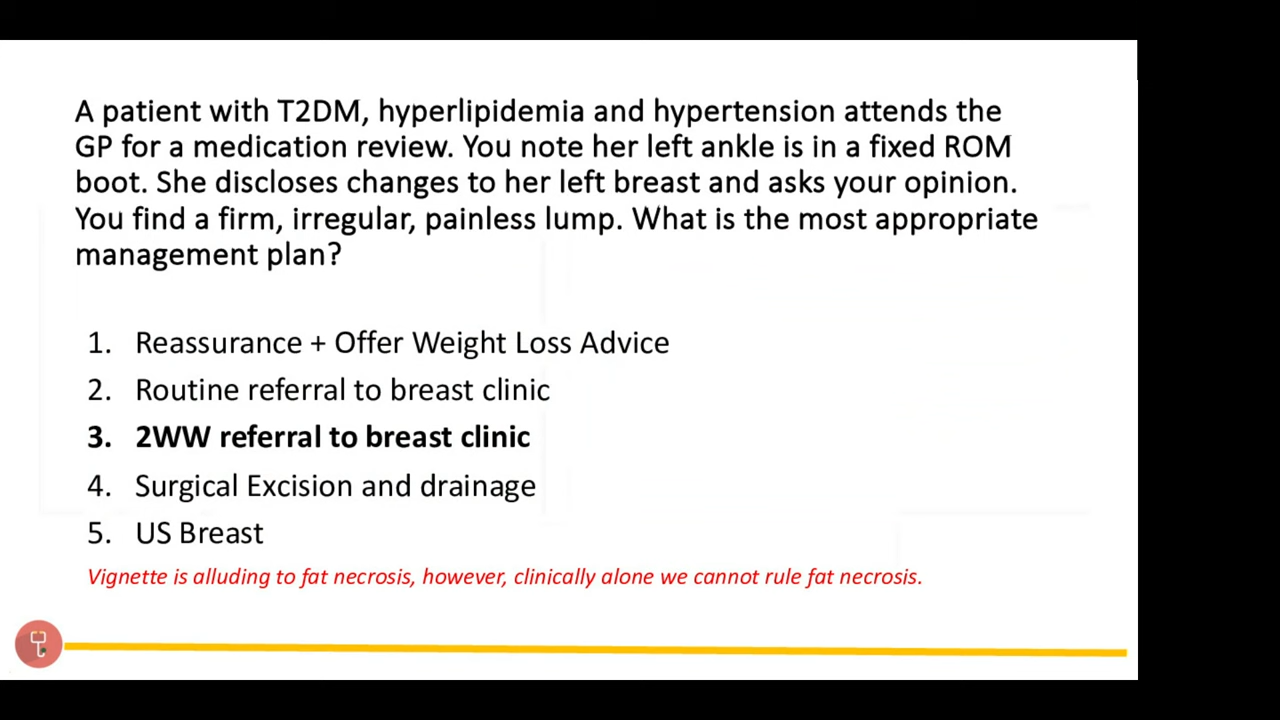 A patient with T2DM, hyperlipidemia and hypertension attends the
GP for a medication review. You note her left ankle is in a fixed ROM
boot. She discloses changes to her left breast and asks your opinion.
You find a firm, irregular, painless lump. What is the most appropriate
management plan?
1. Reassurance + Offer Weight Loss Advice
2. Routine referral to breast clinic
3. 2WW referral to breast clinic
4. Surgical Excision and drainage
5. US Breast
Vignette is alluding to fat necrosis, however, clinically alone we cannot rule fat necrosis.